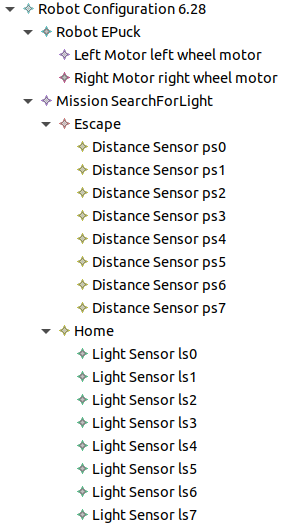 Robot Configuration 6.28
Robot EPuck
Left Motor left wheel motor
Right Motor right wheel motor
Mission SearchForLight
Escape
Distance Sensor ps0
Distance Sensor ps1
Distance Sensor ps2
Distance Sensor ps3
Distance Sensor ps4
Distance Sensor ps5
Distance Sensor ps6
Distance Sensor ps7
Home
Light Sensor ls0
Light Sensor ls1
Light Sensor ls2
Light Sensor ls3
Light Sensor ls4
Light Sensor ls5
Light Sensor ls6
Light Sensor ls7